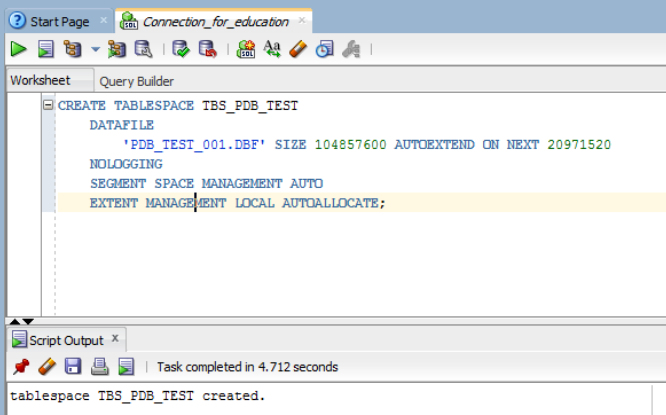 Start Page
Connection_for_education
Worksheet Query Builder
CREATE TABLESPACE TBS_PDB_TEST
DATAFILE
'PDB_TEST_001.DBF' SIZE 104857600 AUTOEXTEND ON NEXT 20971520
NOLOGGING
SEGMENT SPACE MANAGEMENT AUTO
EXTENT MANAGEMENT LOCAL AUTOALLOCATE;
Script Output
Task completed in 4.712 seconds
tablespace TBS_PDB_TEST created.